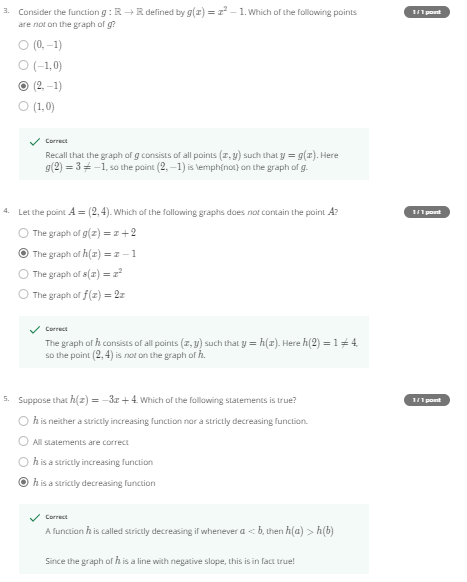 3. Consider the function g : ℝ → ℝ defined by g(x) = x² − 1. Which of the following points
are not on the graph of g?
1 / 1 point
(0, −1)
(−1, 0)
(2, −1)
(1, 0)
Correct
Recall that the graph of g consists of all points (x, y) such that y = g(x). Here
g(2) = 3 ≠ −1, so the point (2, −1) is \emph{not} on the graph of g.
4. Let the point A = (2, 4). Which of the following graphs does not contain the point A?
1 / 1 point
The graph of g(x) = x + 2
The graph of h(x) = x − 1
The graph of s(x) = x²
The graph of f(x) = 2x
Correct
The graph of h consists of all points (x, y) such that y = h(x). Here h(2) = 1 ≠ 4,
so the point (2, 4) is not on the graph of h.
5. Suppose that h(x) = −3x + 4. Which of the following statements is true?
1 / 1 point
h is neither a strictly increasing function nor a strictly decreasing function.
All statements are correct
h is a strictly increasing function
h is a strictly decreasing function
Correct
A function h is called strictly decreasing if whenever a < b, then h(a) > h(b)
Since the graph of h is a line with negative slope, this is in fact true!